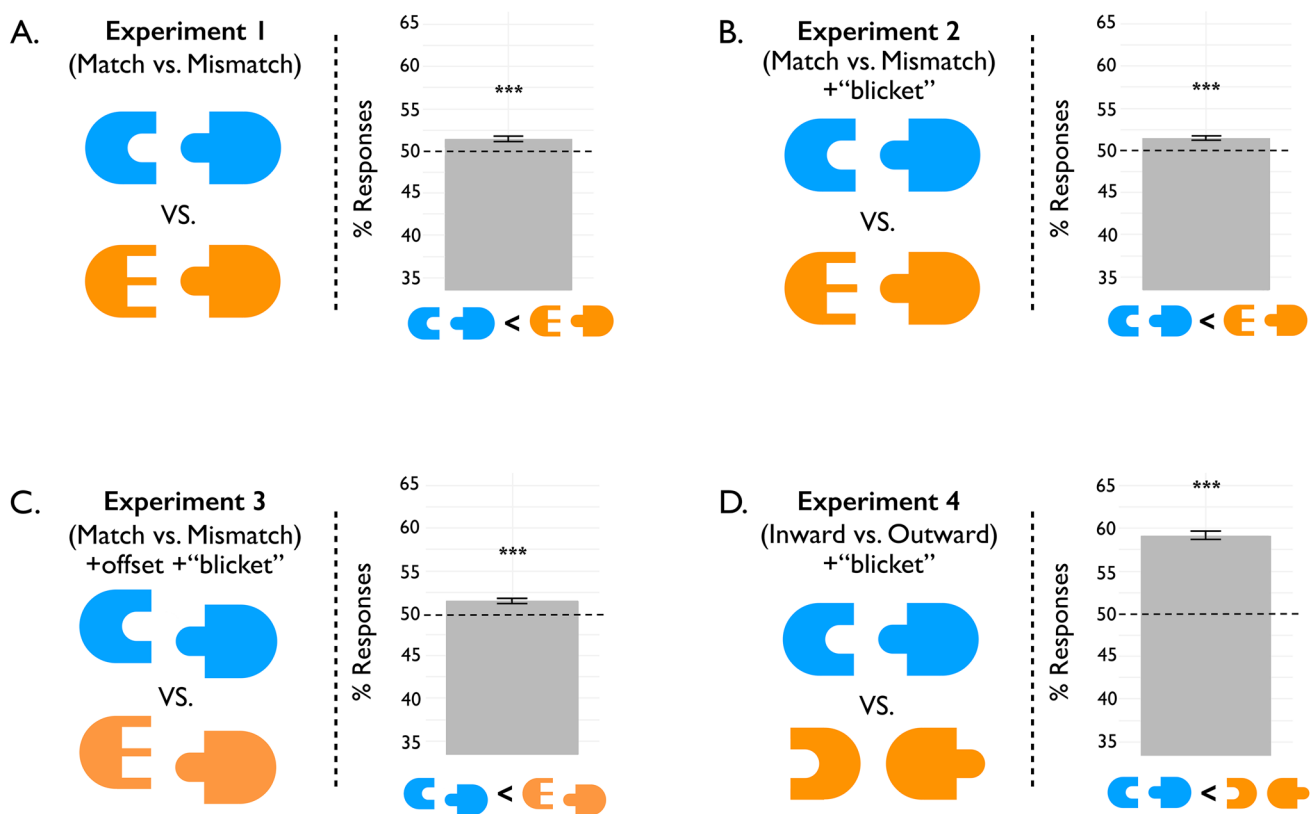 A.
Experiment 1
(Match vs. Mismatch)
VS.
% Responses
65
60
55
50
45
40
35
***
<
B.
Experiment 2
(Match vs. Mismatch)
+“blicket”
VS.
% Responses
65
60
55
50
45
40
35
***
<
C.
Experiment 3
(Match vs. Mismatch)
+offset +“blicket”
VS.
% Responses
65
60
55
50
45
40
35
***
<
D.
Experiment 4
(Inward vs. Outward)
+“blicket”
VS.
% Responses
65
60
55
50
45
40
35
***
<